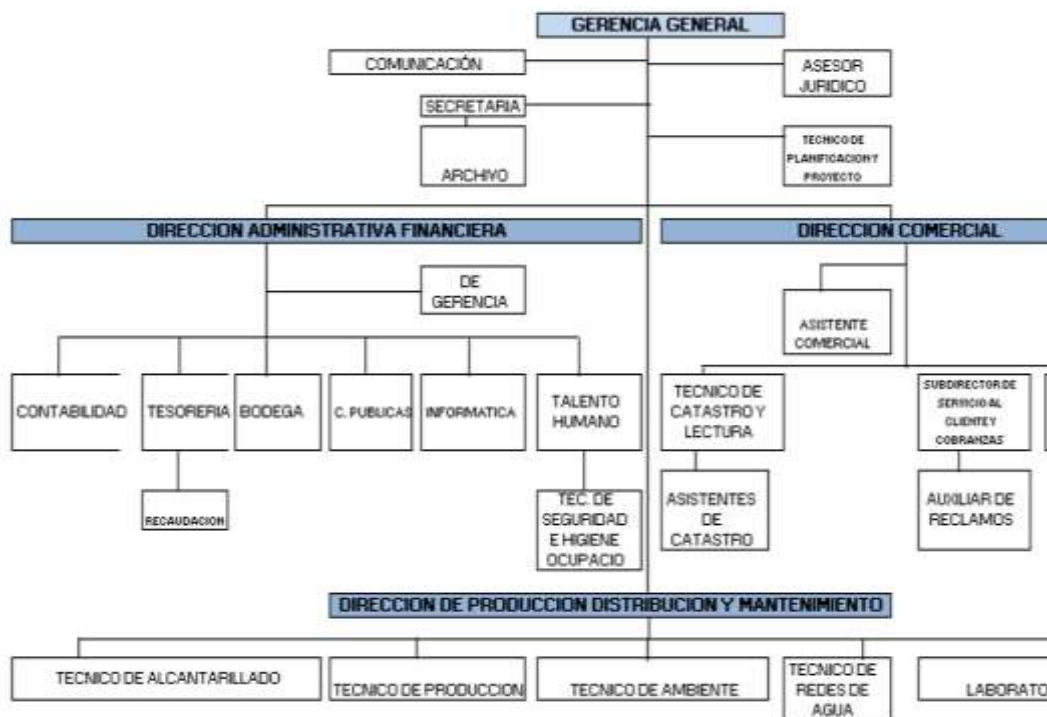 GERENCIA GENERAL
COMUNICACIÓN
ASESOR
JURIDICO
SECRETARIA
ARCHIVO
TECNICO DE
PLANIFICACION Y
PROYECTO
DIRECCION ADMINISTRATIVA FINANCIERA
DIRECCION COMERCIAL
DE
GERENCIA
ASISTENTE
COMERCIAL
CONTABILIDAD
TESORERIA
BODEGA
C. PUBLICAS
INFORMATICA
TALENTO
HUMANO
TECNICO DE
CATASTRO Y
LECTURA
SUBDIRECTOR DE
SERVICIO AL
CLIENTE Y
COBRANZAS
RECAUDACION
TEC. DE
SEGURIDAD
E HIGIENE
OCUPACIO
ASISTENTES
DE
CATASTRO
AUXILIAR DE
RECLAMOS
DIRECCION DE PRODUCCION DISTRIBUCION Y MANTENIMIENTO
TECNICO DE ALCANTARILLADO
TECNICO DE PRODUCCION
TECNICO DE AMBIENTE
TECNICO DE
REDES DE
AGUA
LABORATO